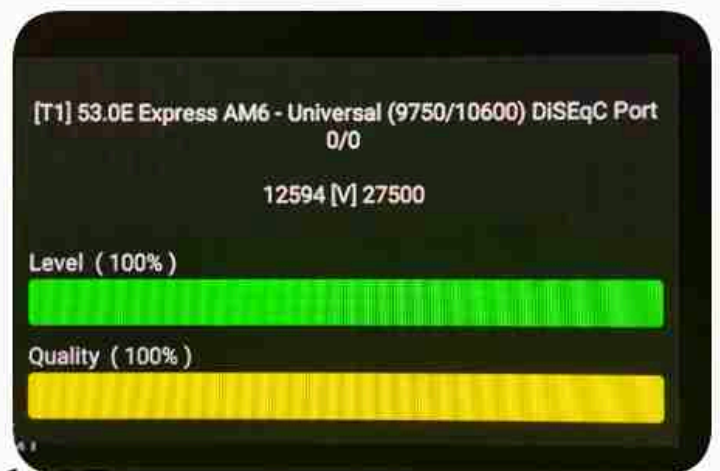 [T1] 53.0E Express AM6 - Universal (9750/10600) DiSEqC Port
0/0
12594 [V] 27500
Level ( 100% )
Quality ( 100% )